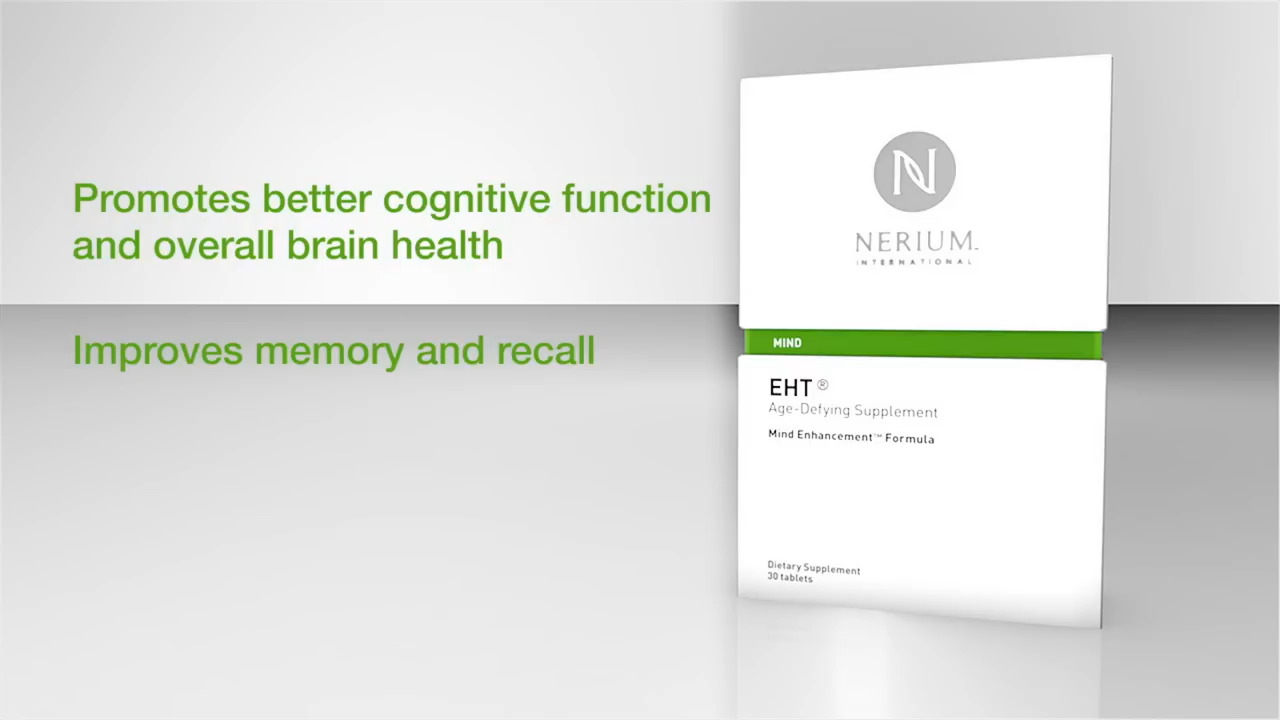 Promotes better cognitive function
and overall brain health
Improves memory and recall
N
NERIUM™
INTERNATIONAL
MIND
EHT®
Age-Defying Supplement
Mind Enhancement™ Formula
Dietary Supplement
30 tablets